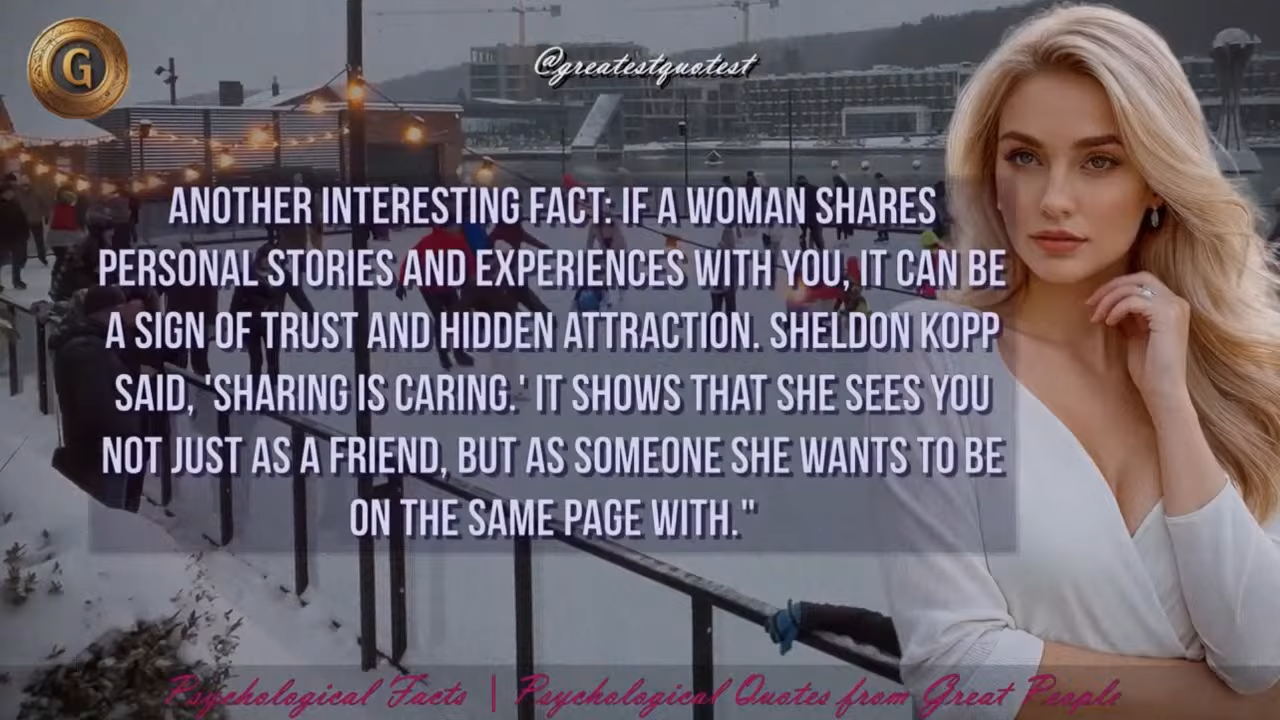 G
@greatestquotest
ANOTHER INTERESTING FACT: IF A WOMAN SHARES
PERSONAL STORIES AND EXPERIENCES WITH YOU, IT CAN BE
A SIGN OF TRUST AND HIDDEN ATTRACTION. SHELDON KOPP
SAID, 'SHARING IS CARING.' IT SHOWS THAT SHE SEES YOU
NOT JUST AS A FRIEND, BUT AS SOMEONE SHE WANTS TO BE
ON THE SAME PAGE WITH."
Psychological Facts | Psychological Quotes from Great People